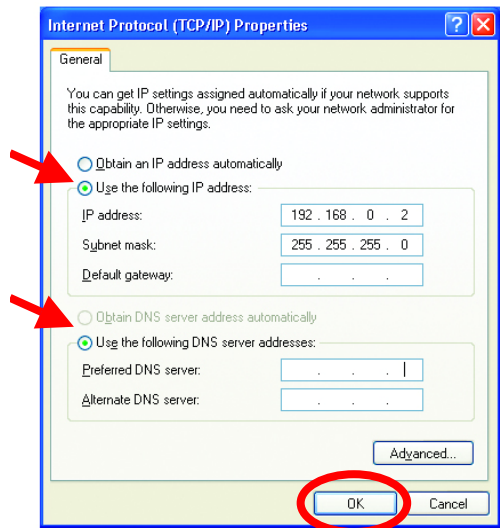 Internet Protocol (TCP/IP) Properties
General
You can get IP settings assigned automatically if your network supports
this capability. Otherwise, you need to ask your network administrator for
the appropriate IP settings.
Obtain an IP address automatically
Use the following IP address:
IP address: 192 . 168 . 0 . 2
Subnet mask: 255 . 255 . 255 . 0
Default gateway: . . .
Obtain DNS server address automatically
Use the following DNS server addresses:
Preferred DNS server: . . .
Alternate DNS server: . . .
Advanced...
OK Cancel